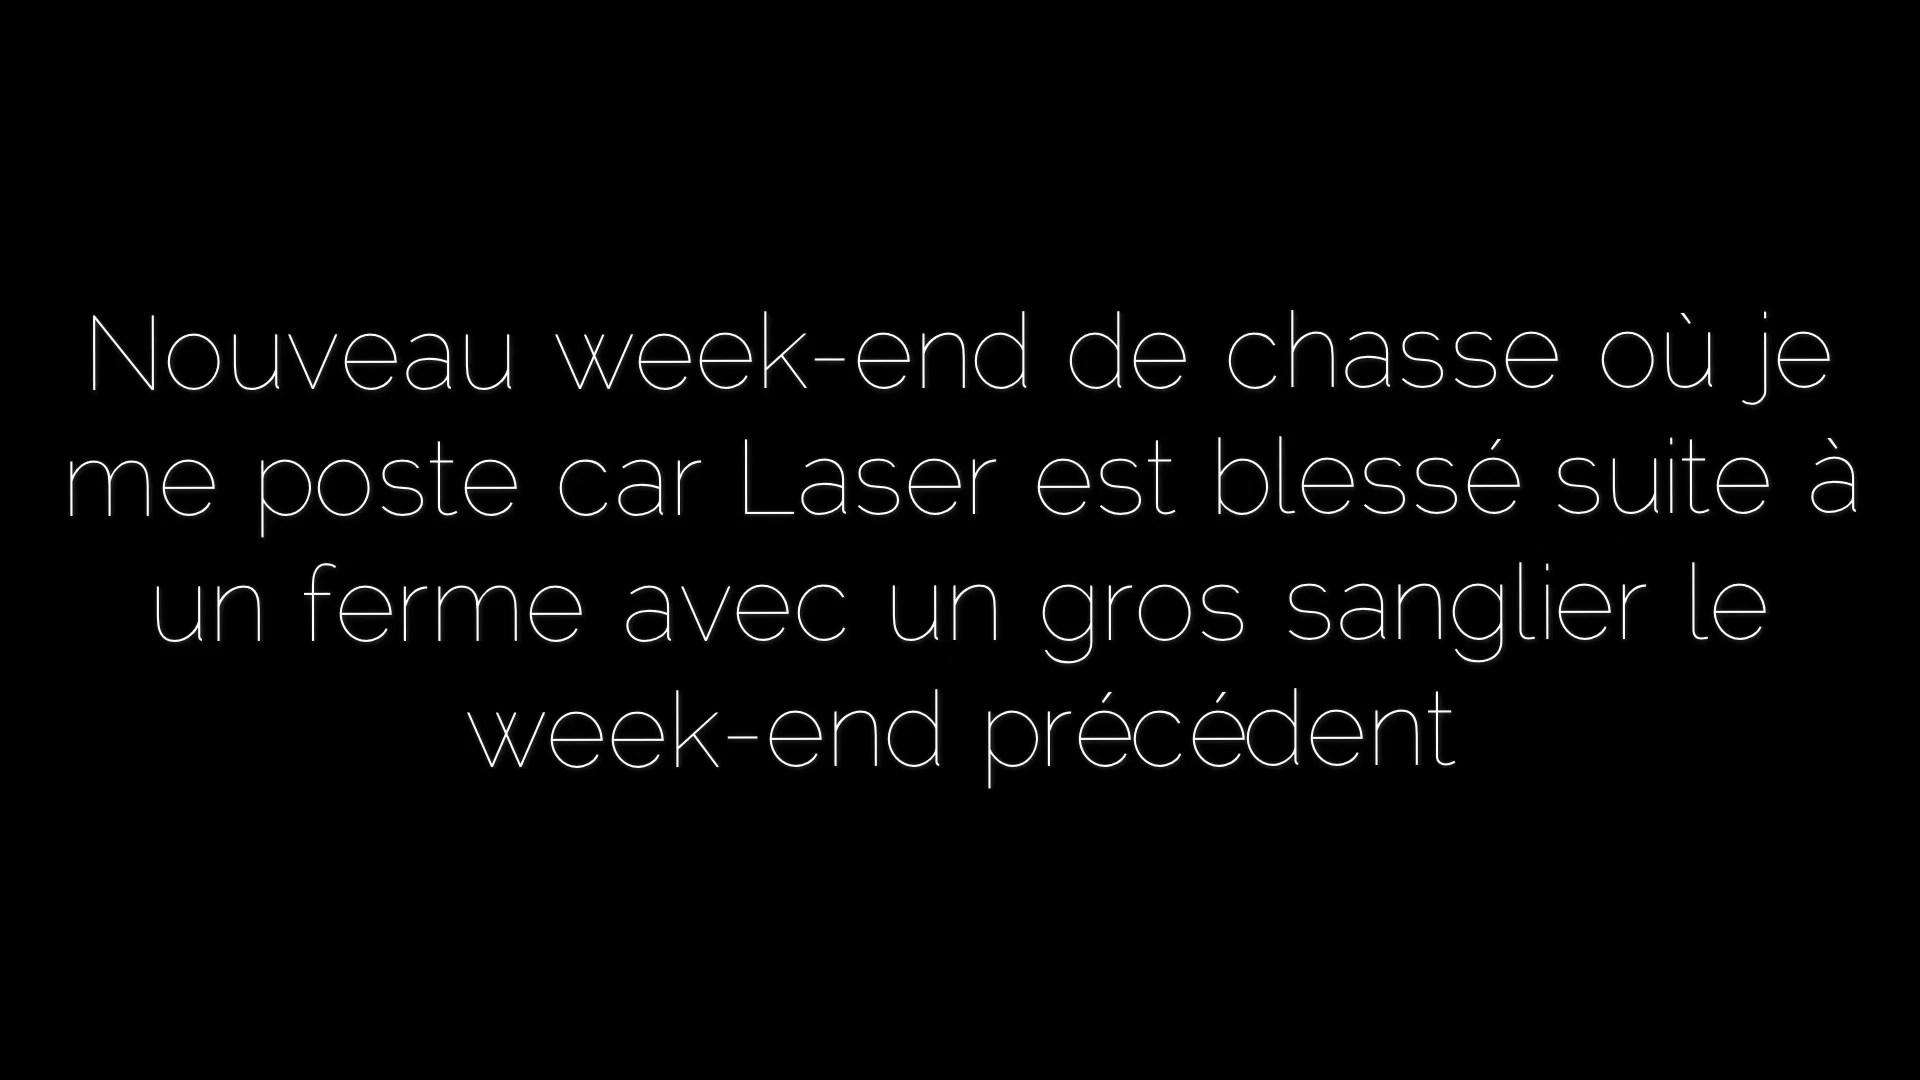 Nouveau week-end de chasse où je
me poste car Laser est blessé suite à
un ferme avec un gros sanglier le
week-end précédent